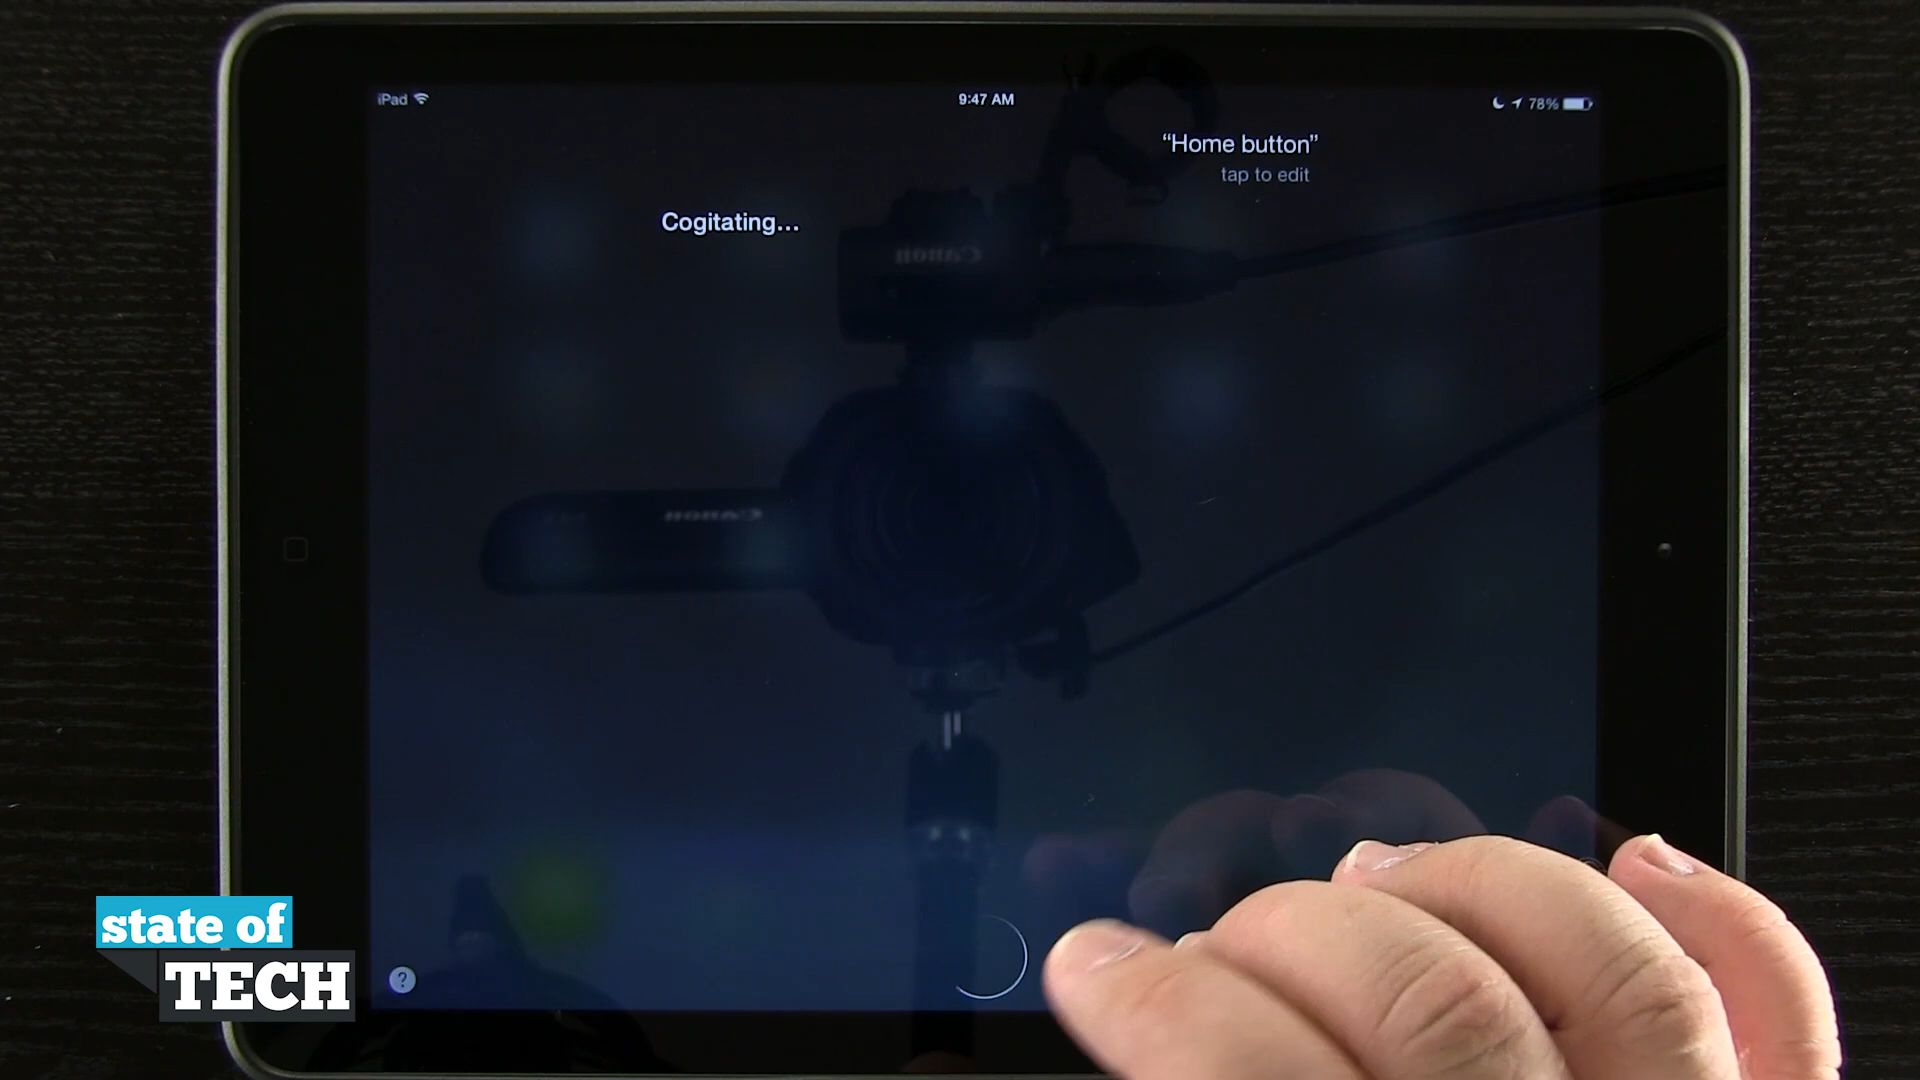 iPad
9:47 AM
78%
“Home button”
tap to edit
Cogitating...
Canon
Canon
?
state of
TECH